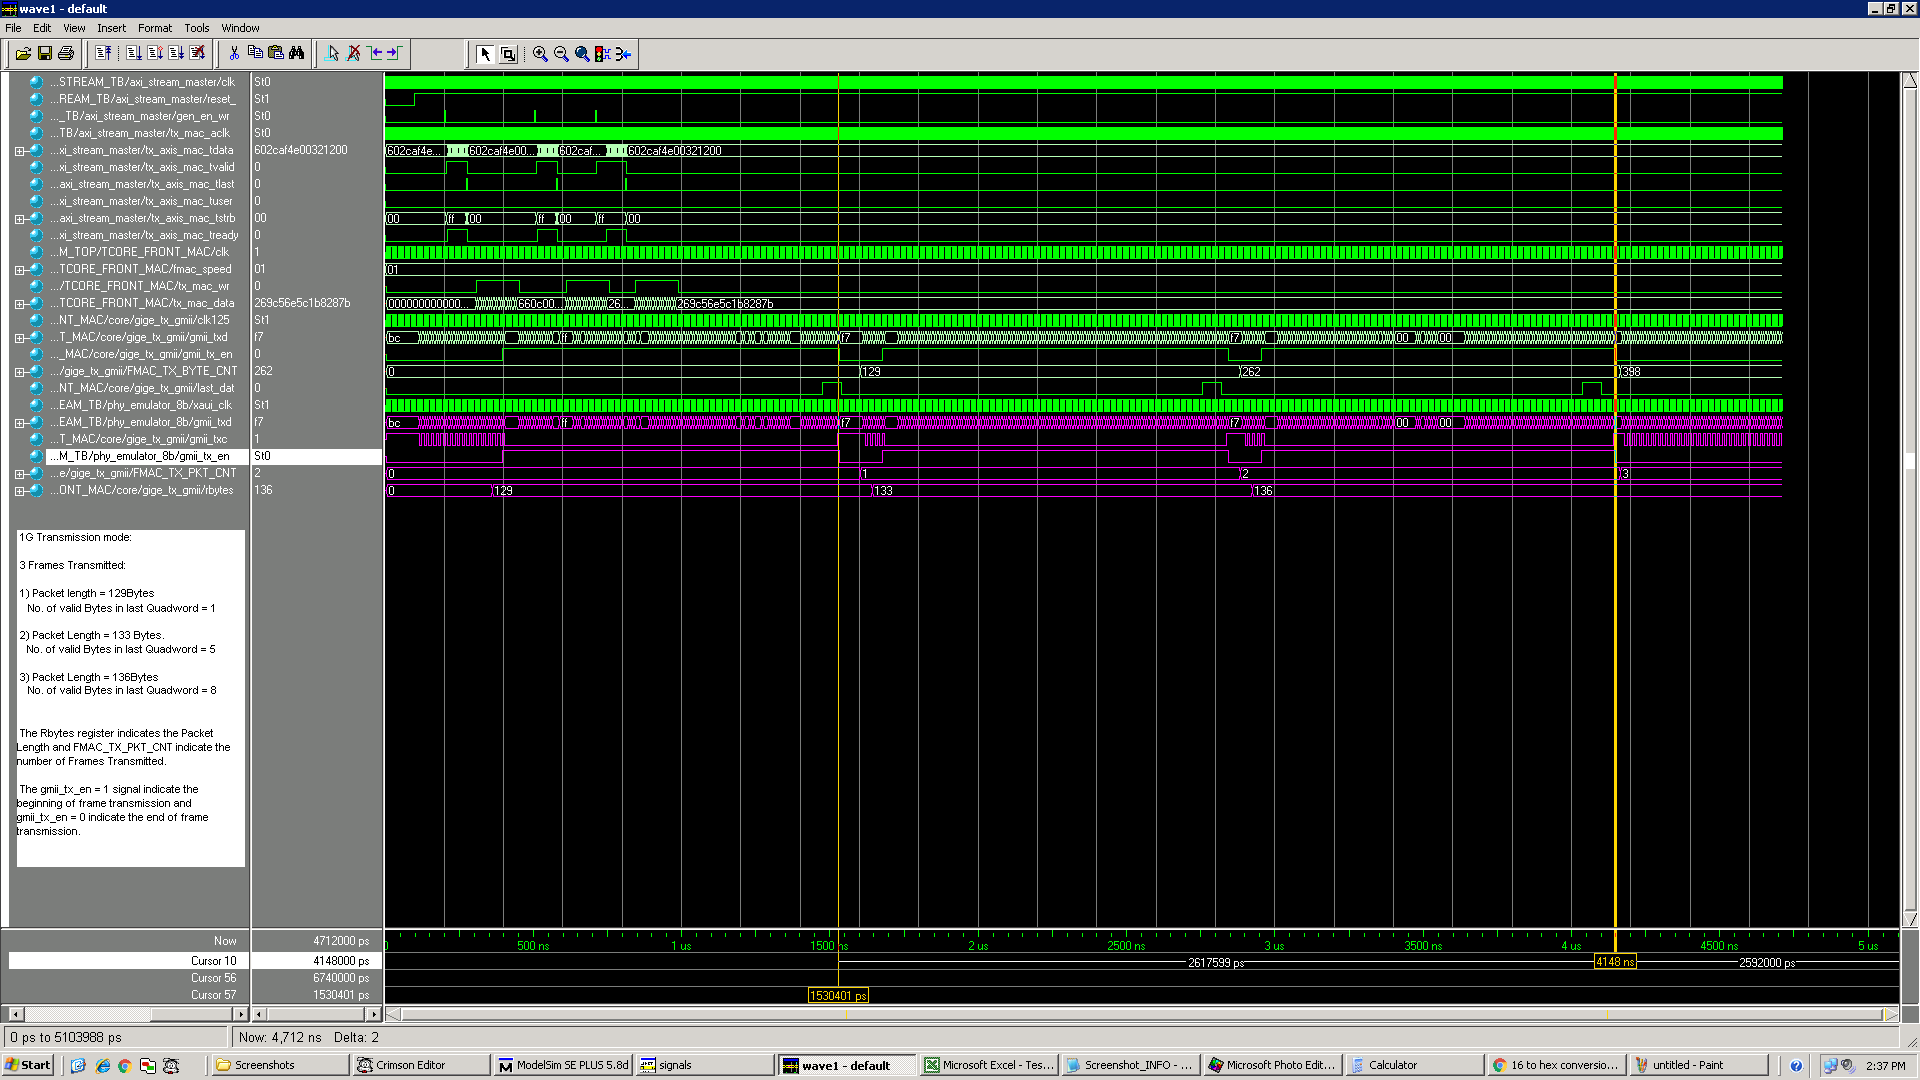 wave1 - default
File Edit View Insert Format Tools Window
...STREAM_TB/axi_stream_master/clk St0
...REAM_TB/axi_stream_master/reset_ St1
..._TB/axi_stream_master/gen_en_wr St0
...TB/axi_stream_master/tx_mac_aclk St0
...xi_stream_master/tx_axis_mac_tdata 602caf4e00321200 602caf4e... 602caf4e00... 602caf... 602caf4e00321200
...xi_stream_master/tx_axis_mac_tvalid 0
...axi_stream_master/tx_axis_mac_tlast 0
...xi_stream_master/tx_axis_mac_tuser 0
...axi_stream_master/tx_axis_mac_tstrb 00 00 ff 00 ff 00 ff 00
...xi_stream_master/tx_axis_mac_tready 0
...M_TOP/TCORE_FRONT_MAC/clk 1
...TCORE_FRONT_MAC/fmac_speed 01 01
.../TCORE_FRONT_MAC/tx_mac_wr 0
...TCORE_FRONT_MAC/tx_mac_data 269c56e5c1b8287b 000000000000... 660c00... 26... 269c56e5c1b8287b
...NT_MAC/core/gige_tx_gmii/clk125 St1
...T_MAC/core/gige_tx_gmii/gmii_txd f7 bc ff f7 f7 00 00
..._MAC/core/gige_tx_gmii/gmii_tx_en 0
.../gige_tx_gmii/FMAC_TX_BYTE_CNT 262 0 129 262 398
...NT_MAC/core/gige_tx_gmii/last_dat 0
...EAM_TB/phy_emulator_8b/xaui_clk St1
...EAM_TB/phy_emulator_8b/gmii_txd f7 bc ff f7 f7 00 00
...T_MAC/core/gige_tx_gmii/gmii_txc 1
...M_TB/phy_emulator_8b/gmii_tx_en St0
...e/gige_tx_gmii/FMAC_TX_PKT_CNT 2 0 1 2 3
...ONT_MAC/core/gige_tx_gmii/rbytes 136 0 129 133 136
1G Transmission mode:
3 Frames Transmitted:
1) Packet length = 129Bytes
No. of valid Bytes in last Quadword = 1
2) Packet Length = 133 Bytes.
No. of valid Bytes in last Quadword = 5
3) Packet Length = 136Bytes
No. of valid Bytes in last Quadword = 8
The Rbytes register indicates the Packet
Length and FMAC_TX_PKT_CNT indicate the
number of Frames Transmitted.
The gmii_tx_en = 1 signal indicate the
beginning of frame transmission and
gmii_tx_en = 0 indicate the end of frame
transmission.
Now 4712000 ps 0 500 ns 1 us 1500 ns 2 us 2500 ns 3 us 3500 ns 4 us 4500 ns 5 us
Cursor 10 4148000 ps 2617599 ps 4148 ns 2592000 ps
Cursor 56 6740000 ps
Cursor 57 1530401 ps 1530401 ps
0 ps to 5103988 ps Now: 4,712 ns Delta: 2
Start Screenshots Crimson Editor ModelSim SE PLUS 5.8d signals wave1 - default Microsoft Excel - Tes... Screenshot_INFO - ... Microsoft Photo Edit... Calculator 16 to hex conversio... untitled - Paint 2:37 PM